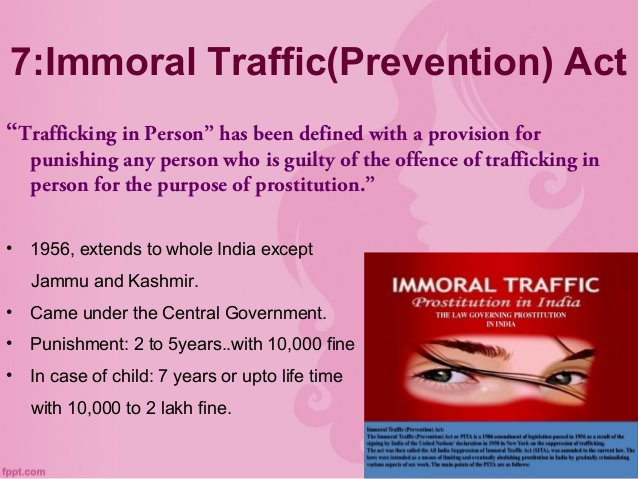 7:Immoral Traffic(Prevention) Act
“Trafficking in Person” has been defined with a provision for
punishing any person who is guilty of the offence of trafficking in
person for the purpose of prostitution.”
• 1956, extends to whole India except
Jammu and Kashmir.
• Came under the Central Government.
• Punishment: 2 to 5years..with 10,000 fine
• In case of child: 7 years or upto life time
with 10,000 to 2 lakh fine.
IMMORAL TRAFFIC
Prostitution in India
THE LAW GOVERNING PROSTITUTION
IN INDIA
Immoral Traffic (Prevention) Act:
The Immoral Traffic (Prevention) Act or PITA is a 1986 amendment of legislation passed in 1956 as a result of the
signing by India of the United Nations' declaration in 1950 in New York on the suppression of trafficking.
The act was then called the All India Suppression of Immoral Traffic Act (SITA), was amended to the current law. The
laws were intended as a means of limiting and eventually abolishing prostitution in India by gradually criminalizing
various aspects of sex work. The main points of the PITA are as follows:
fppt.com